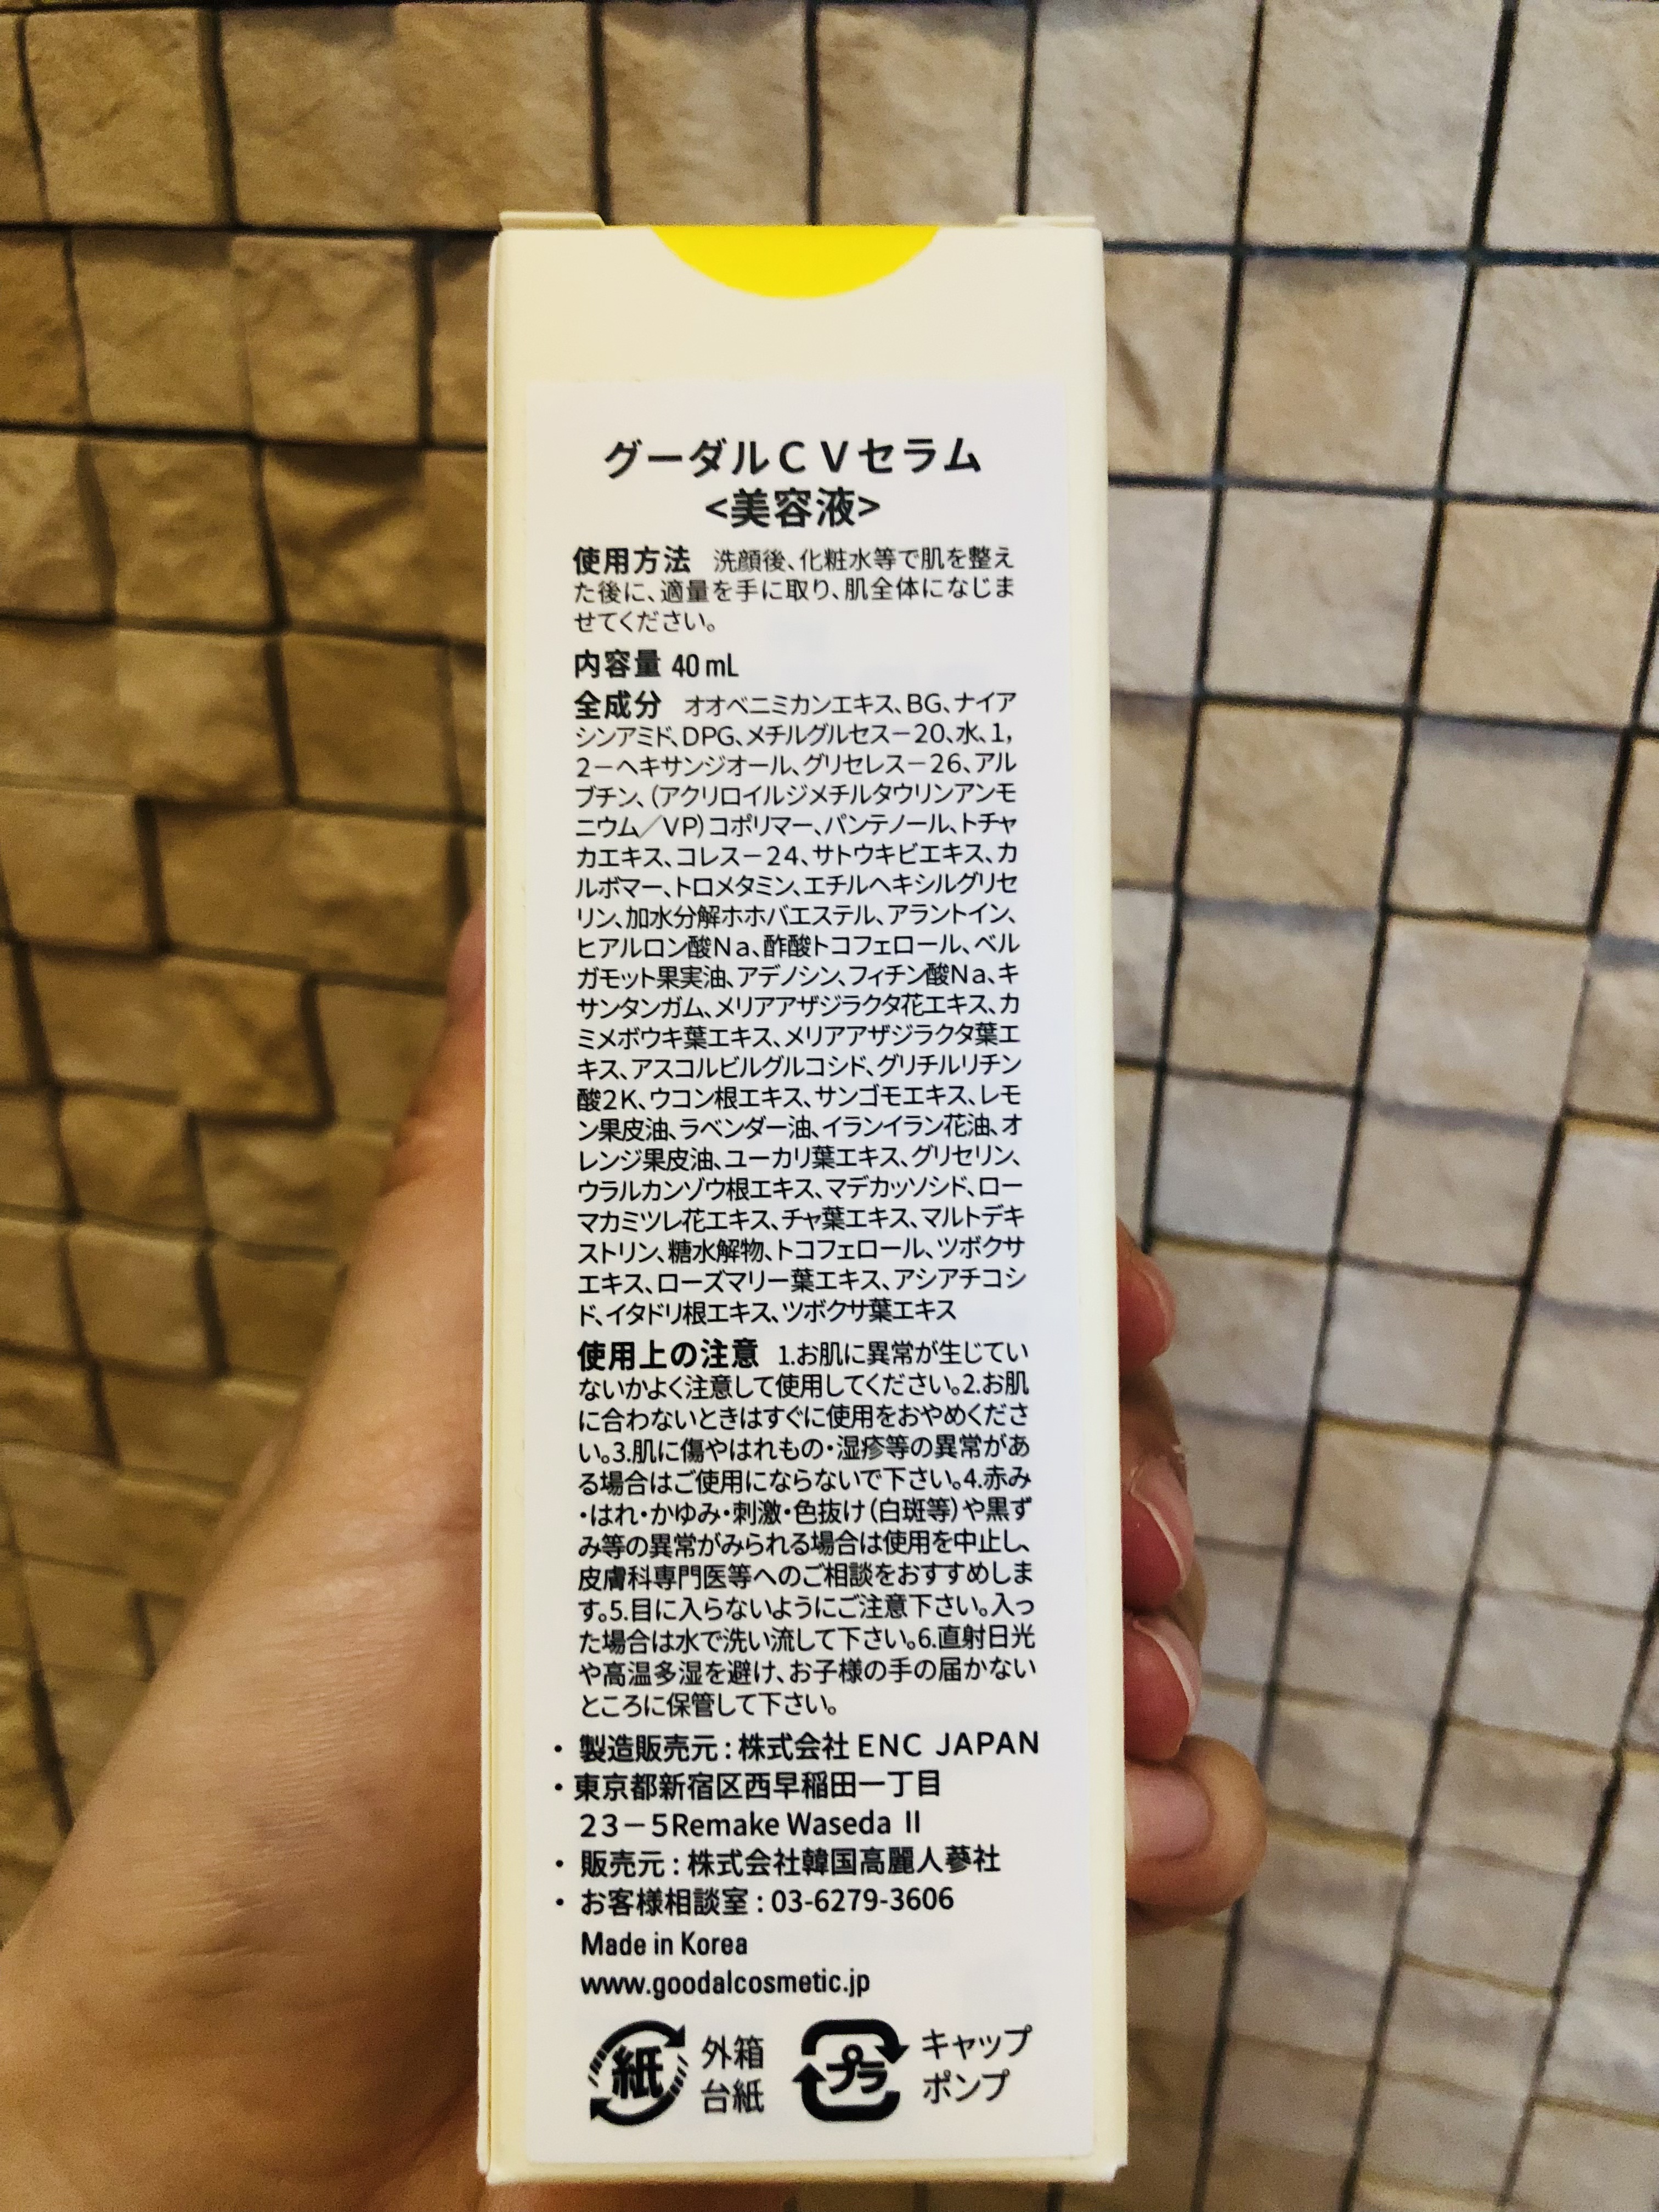 グーダルＣＶセラム
<美容液>
使用方法　洗顔後、化粧水等で肌を整え
た後に、適量を手に取り、肌全体になじま
せてください。
内容量 40 mL
全成分　オオベニミカンエキス、BG、ナイア
シンアミド、DPG、メチルグルセス－20、水、1,
2－ヘキサンジオール、グリセレス－26、アル
ブチン、（アクリロイルジメチルタウリンアンモ
ニウム／VP）コポリマー、パンテノール、トチャ
カエキス、コレス－24、サトウキビエキス、カ
ルボマー、トロメタミン、エチルヘキシルグリセ
リン、加水分解ホホバエステル、アラントイン、
ヒアルロン酸Ｎａ、酢酸トコフェロール、ベル
ガモット果実油、アデノシン、フィチン酸Ｎａ、キ
サンタンガム、メリアアザジラクタ花エキス、カ
ミメボウキ葉エキス、メリアアザジラクタ葉エ
キス、アスコルビルグルコシド、グリチルリチン
酸2K、ウコン根エキス、サンゴモエキス、レモ
ン果皮油、ラベンダー油、イランイラン花油、オ
レンジ果皮油、ユーカリ葉エキス、グリセリン、
ウラルカンゾウ根エキス、マデカッソシド、ロー
マカミツレ花エキス、チャ葉エキス、マルトデキ
ストリン、糖水解物、トコフェロール、ツボクサ
エキス、ローズマリー葉エキス、アシアチコシ
ド、イタドリ根エキス、ツボクサ葉エキス
使用上の注意　1.お肌に異常が生じてい
ないかよく注意して使用してください。2.お肌
に合わないときはすぐに使用をおやめくださ
い。3.肌に傷やはれもの・湿疹等の異常があ
る場合はご使用にならないで下さい。4.赤み
・はれ・かゆみ・刺激・色抜け（白斑等）や黒ず
み等の異常がみられる場合は使用を中止し、
皮膚科専門医等へのご相談をおすすめしま
す。5.目に入らないようにご注意下さい。入っ
た場合は水で洗い流して下さい。6.直射日光
や高温多湿を避け、お子様の手の届かない
ところに保管して下さい。
・ 製造販売元 : 株式会社 ENC JAPAN
・ 東京都新宿区西早稲田一丁目
23－5Remake Waseda Ⅱ
・ 販売元 : 株式会社韓国高麗人蔘社
・ お客様相談室 : 03-6279-3606
Made in Korea
www.goodalcosmetic.jp
紙 外箱 プラ キャップ
台紙 ポンプ